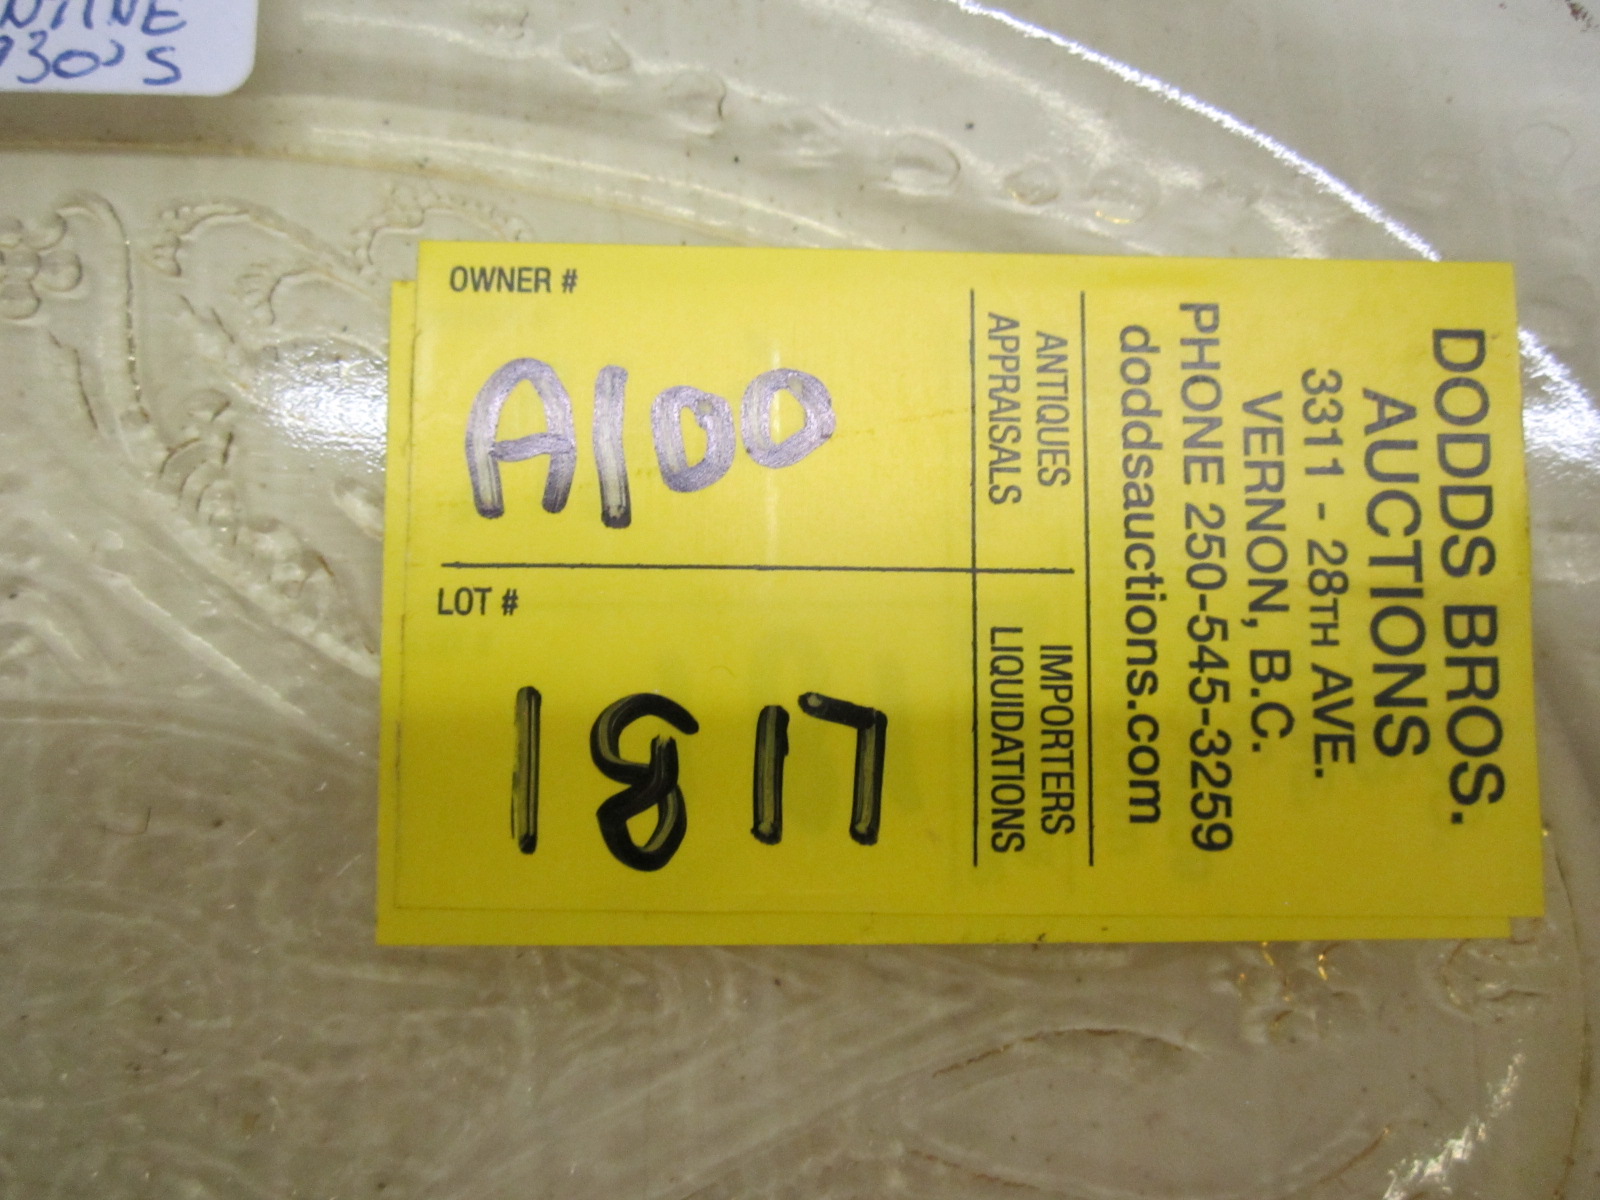 930's
OWNER #
A100
LOT #
1817
ANTIQUES
APPRAISALS
IMPORTERS
LIQUIDATIONS
DODDS BROS.
AUCTIONS
3311 - 28TH AVE.
VERNON, B.C.
PHONE 250-545-3259
doddsauctions.com